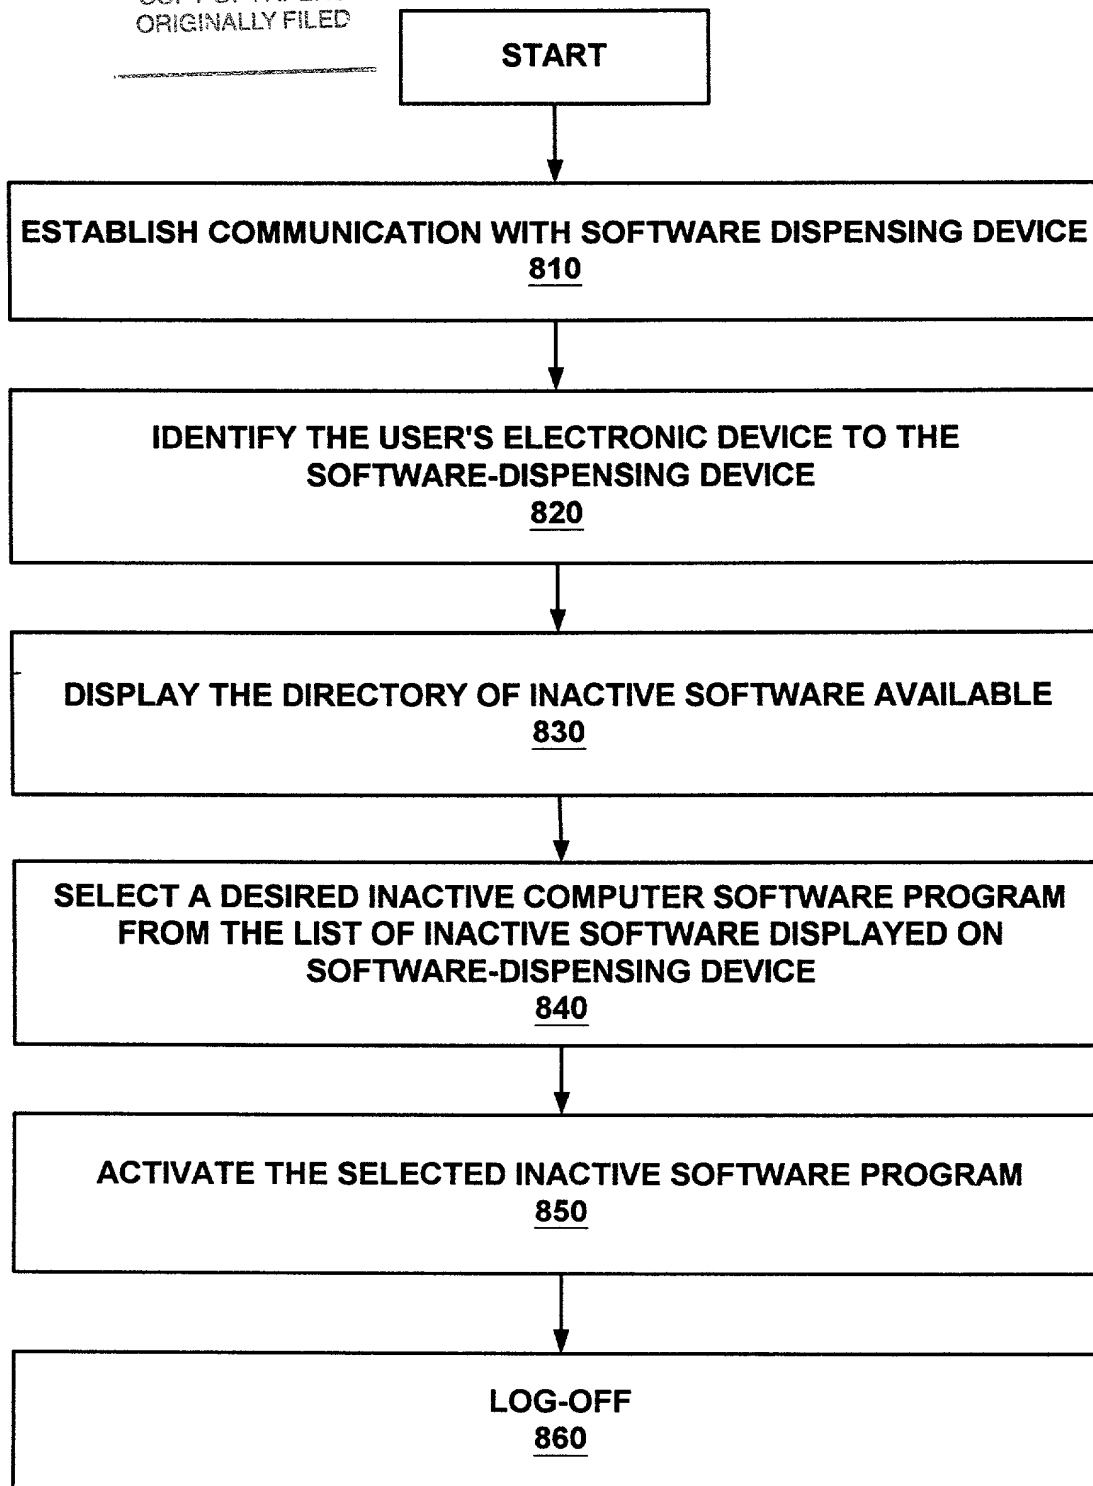 ORIGINALLY FILED
START
ESTABLISH COMMUNICATION WITH SOFTWARE DISPENSING DEVICE
810
IDENTIFY THE USER'S ELECTRONIC DEVICE TO THE
SOFTWARE-DISPENSING DEVICE
820
DISPLAY THE DIRECTORY OF INACTIVE SOFTWARE AVAILABLE
830
SELECT A DESIRED INACTIVE COMPUTER SOFTWARE PROGRAM
FROM THE LIST OF INACTIVE SOFTWARE DISPLAYED ON
SOFTWARE-DISPENSING DEVICE
840
ACTIVATE THE SELECTED INACTIVE SOFTWARE PROGRAM
850
LOG-OFF
860